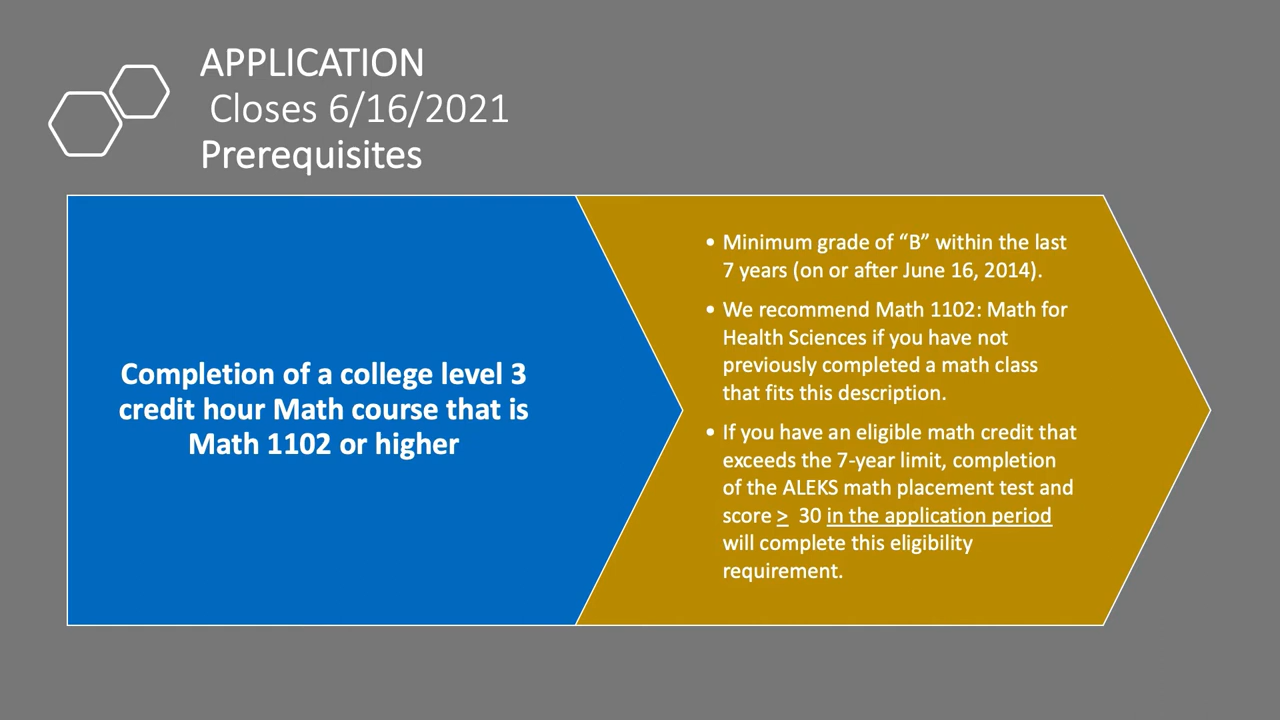 APPLICATION
Closes 6/16/2021
Prerequisites
Completion of a college level 3
credit hour Math course that is
Math 1102 or higher
• Minimum grade of “B” within the last
7 years (on or after June 16, 2014).
• We recommend Math 1102: Math for
Health Sciences if you have not
previously completed a math class
that fits this description.
• If you have an eligible math credit that
exceeds the 7-year limit, completion
of the ALEKS math placement test and
score > 30 in the application period
will complete this eligibility
requirement.